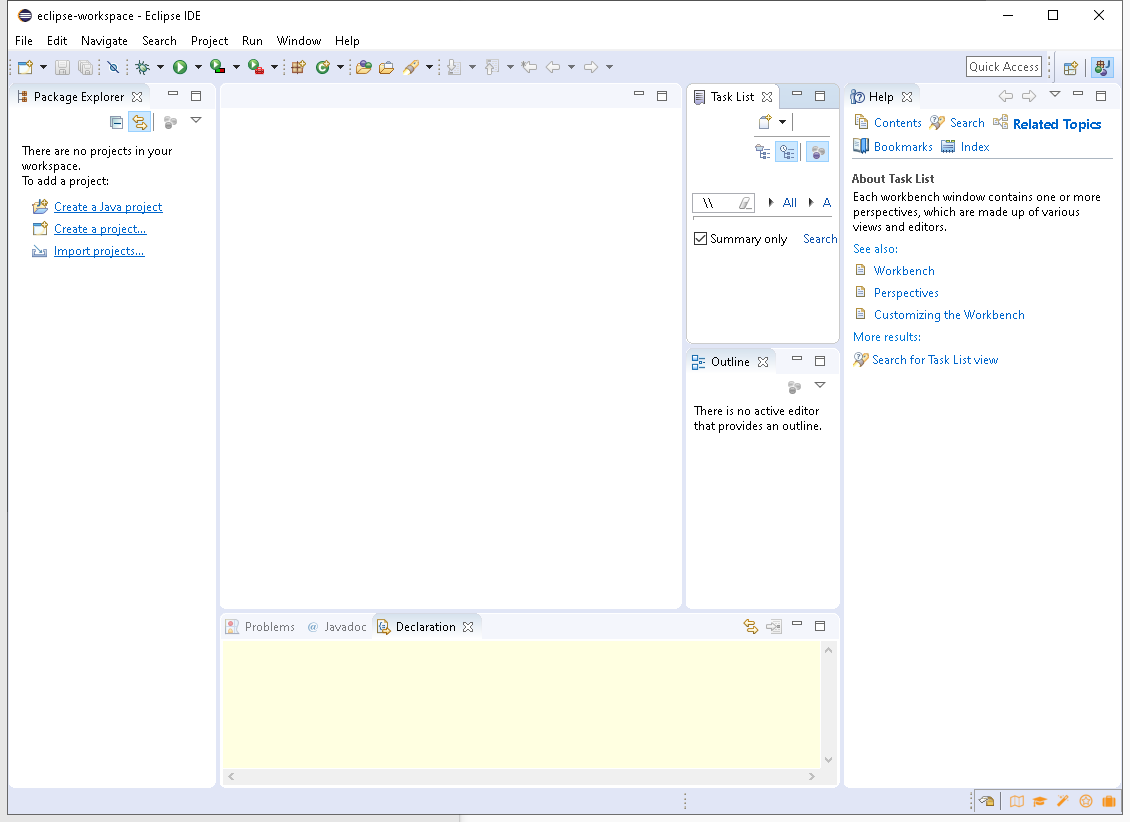 eclipse-workspace - Eclipse IDE
File Edit Navigate Search Project Run Window Help
Quick Access
Package Explorer
There are no projects in your
workspace.
To add a project:
Create a Java project
Create a project...
Import projects...
Task List
\\ All A
Summary only Search
Outline
There is no active editor
that provides an outline.
Problems @ Javadoc Declaration
Help
Contents Search Related Topics
Bookmarks Index
About Task List
Each workbench window contains one or more
perspectives, which are made up of various
views and editors.
See also:
Workbench
Perspectives
Customizing the Workbench
More results:
Search for Task List view